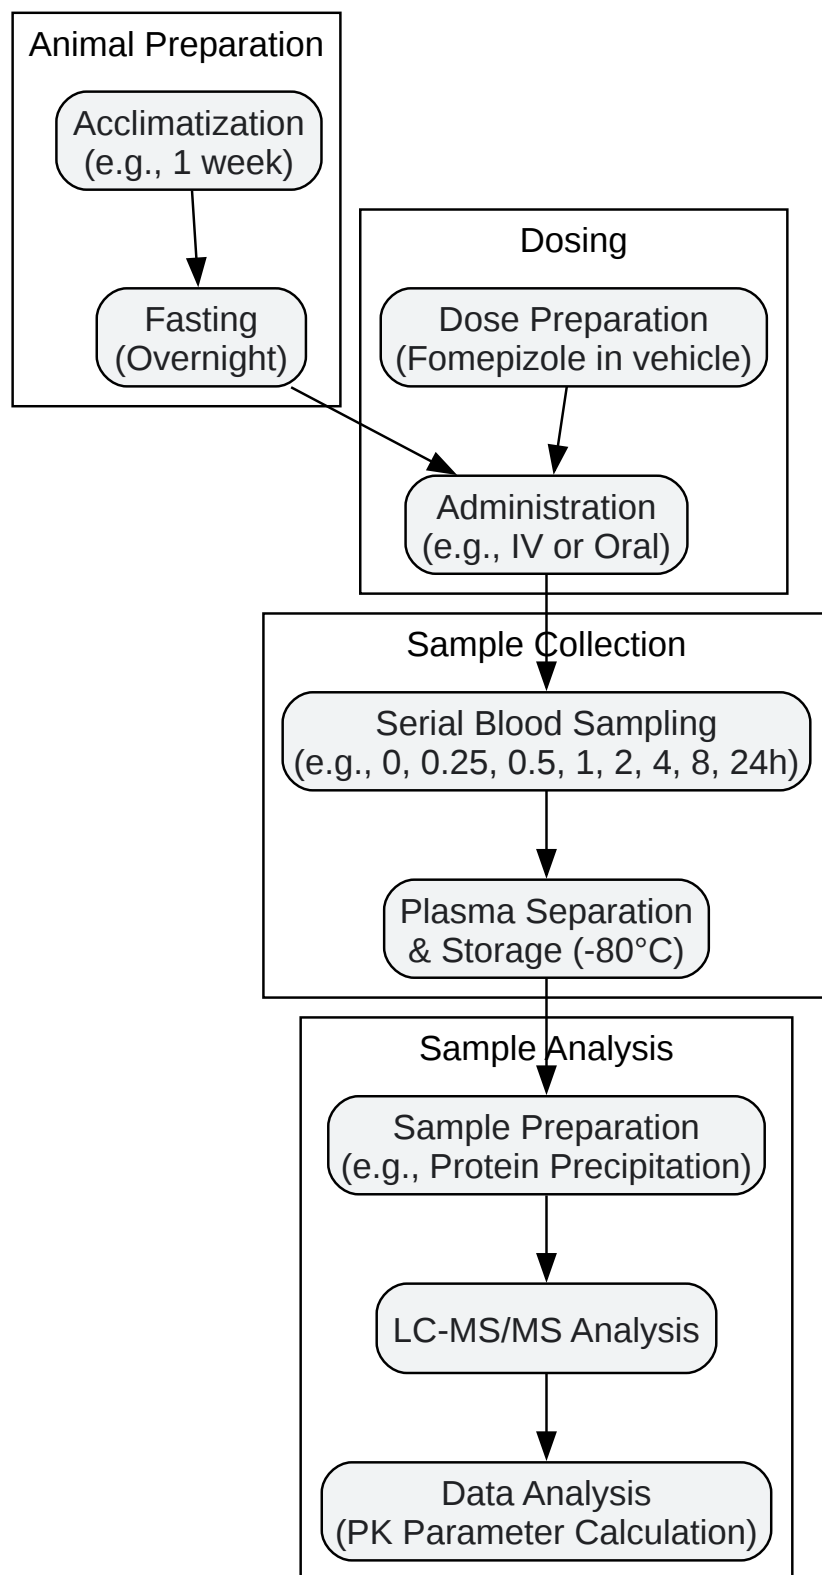 Animal Preparation
Acclimatization
(e.g., 1 week)
Fasting
(Overnight)
Dosing
Dose Preparation
(Fomepizole in vehicle)
Administration
(e.g., IV or Oral)
Sample Collection
Serial Blood Sampling
(e.g., 0, 0.25, 0.5, 1, 2, 4, 8, 24h)
Plasma Separation
& Storage (-80°C)
Sample Analysis
Sample Preparation
(e.g., Protein Precipitation)
LC-MS/MS Analysis
Data Analysis
(PK Parameter Calculation)